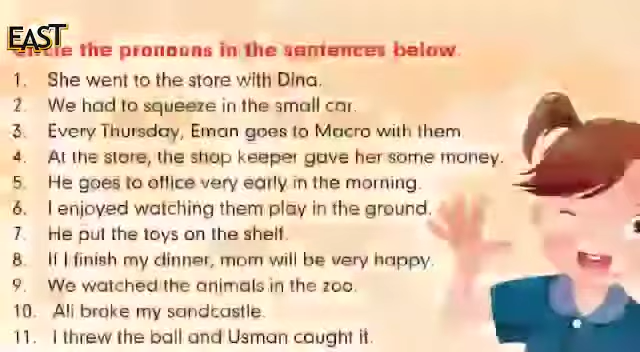 EAST
the pronouns in the sentences below.
1. She went to the store with Dina.
2. We had to squeeze in the small car.
3. Every Thursday, Eman goes to Macro with them.
4. At the store, the shop keeper gave her some money.
5. He goes to office very early in the morning.
6. I enjoyed watching them play in the ground.
7. He put the toys on the shelf.
8. If I finish my dinner, mom will be very happy.
9. We watched the animals in the zoo.
10. Ali broke my sandcastle.
11. I threw the ball and Usman caught it.